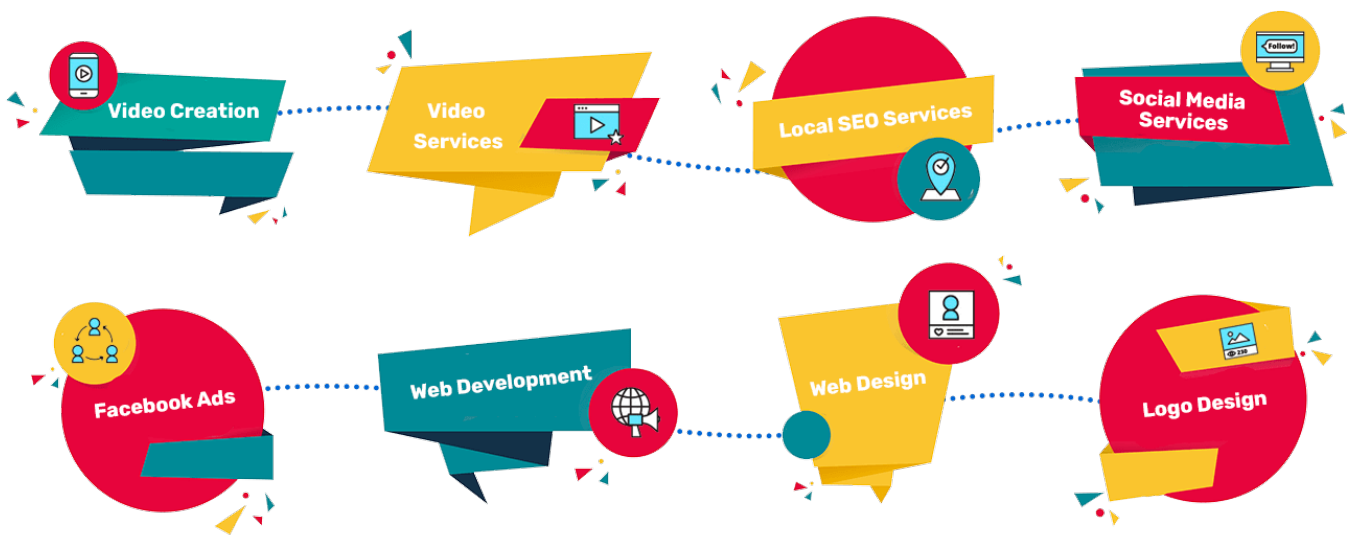 Video Creation
Video
Services
Local SEO Services
Follow!
Social Media
Services
Facebook Ads
Web Development
Web Design
230
Logo Design